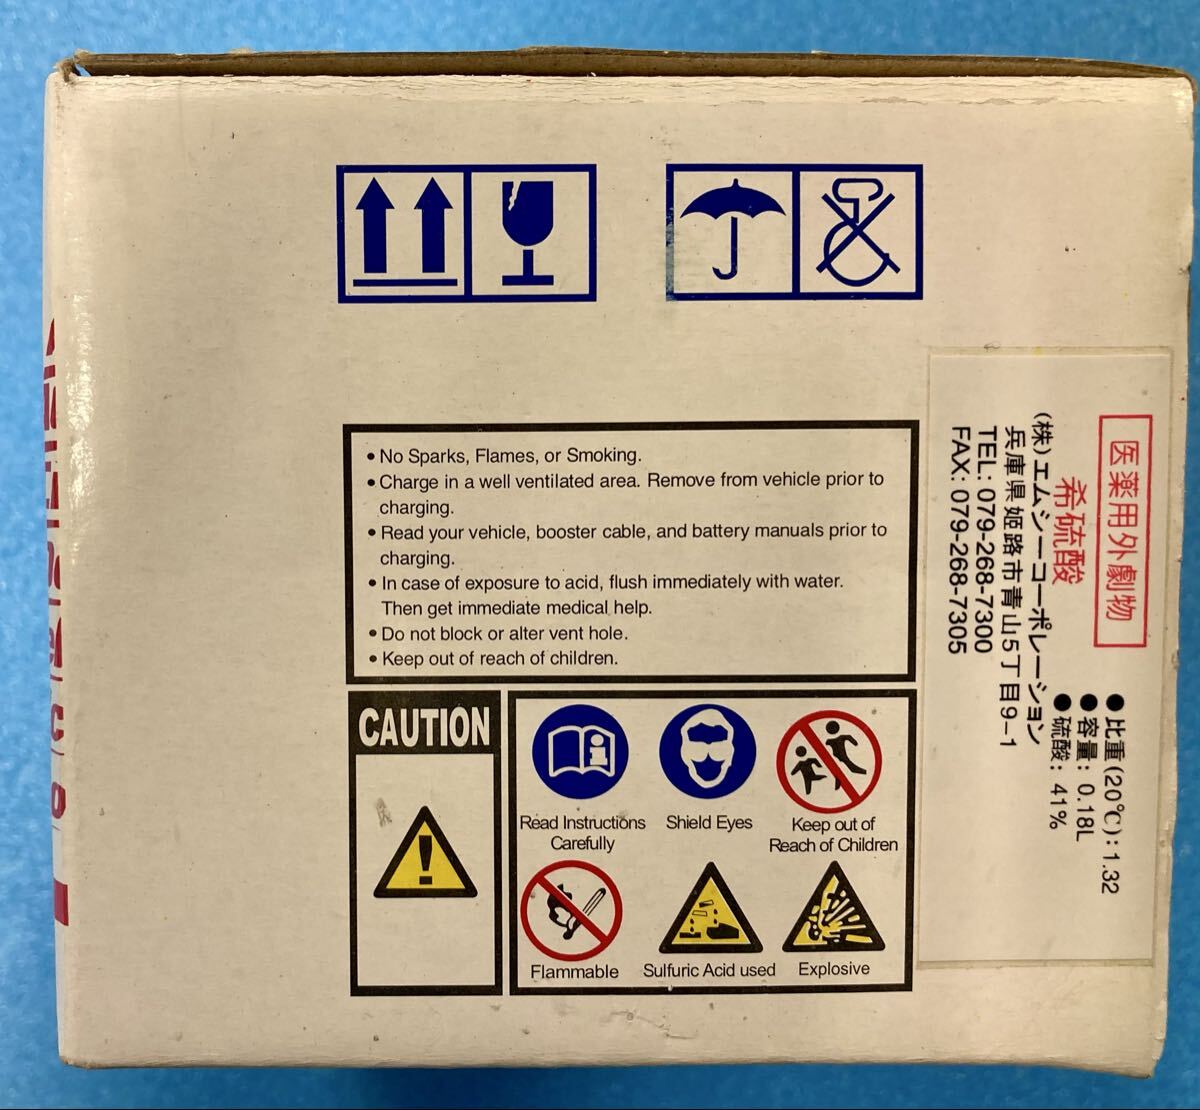 • No Sparks, Flames, or Smoking.
• Charge in a well ventilated area. Remove from vehicle prior to
charging.
• Read your vehicle, booster cable, and battery manuals prior to
charging.
• In case of exposure to acid, flush immediately with water.
Then get immediate medical help.
• Do not block or alter vent hole.
• Keep out of reach of children.
CAUTION
Read Instructions
Carefully
Shield Eyes
Keep out of
Reach of Children
Flammable
Sulfuric Acid used
Explosive
医薬用外劇物
希硫酸
●比重(20℃):1.32
●容量:0.18L
●硫酸:41%
(株)エムシーコーポレーション
兵庫県姫路市青山5丁目9-1
TEL:079-268-7300
FAX:079-268-7305